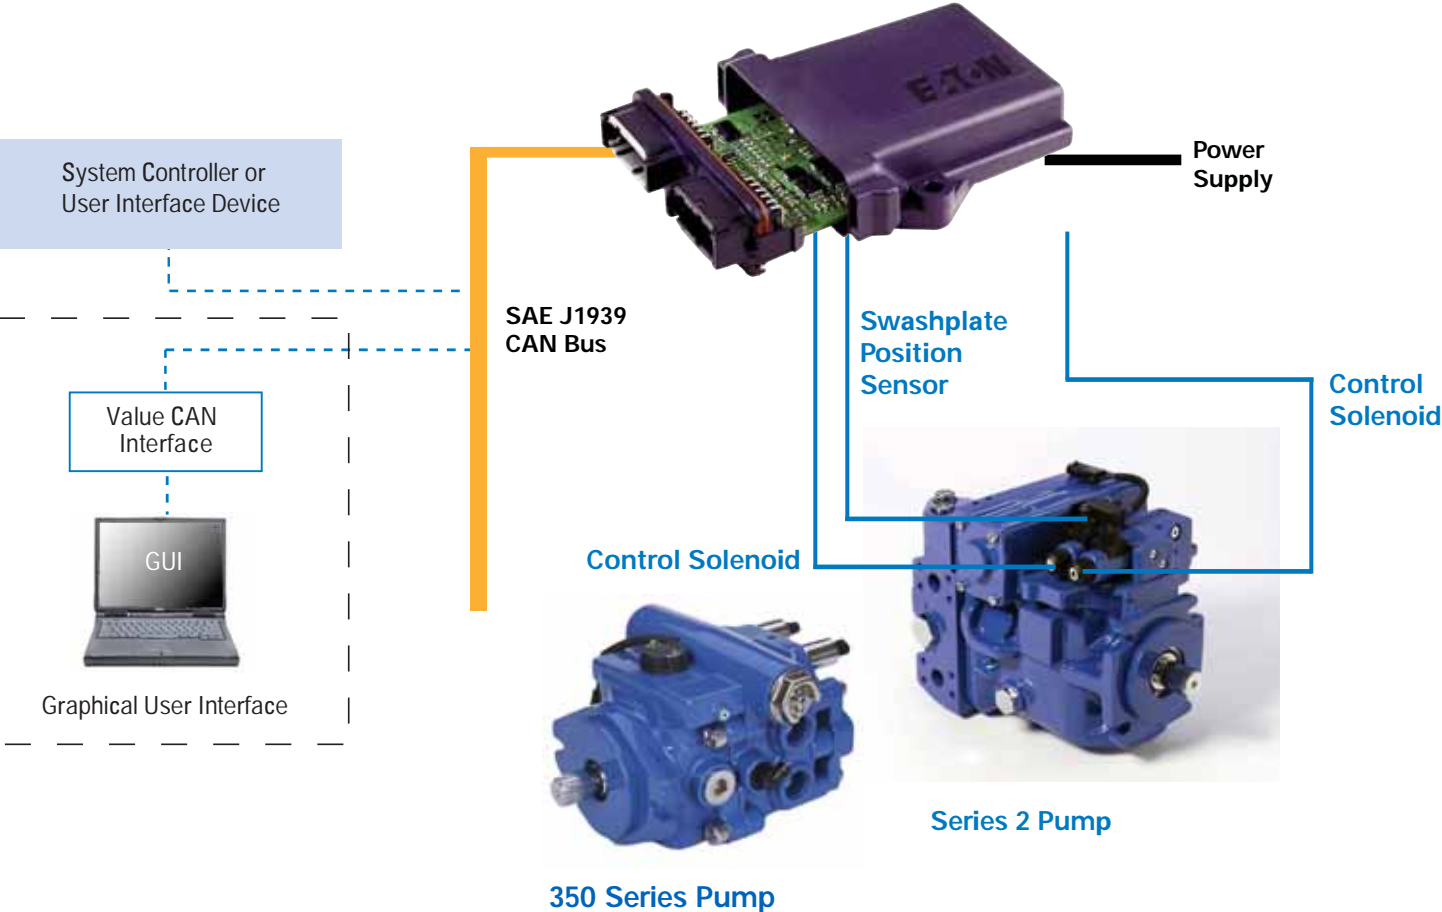 EATON
Power
Supply
System Controller or
User Interface Device
SAE J1939
CAN Bus
Swashplate
Position
Sensor
Control
Solenoid
Value CAN
Interface
GUI
Control Solenoid
Graphical User Interface
Series 2 Pump
350 Series Pump